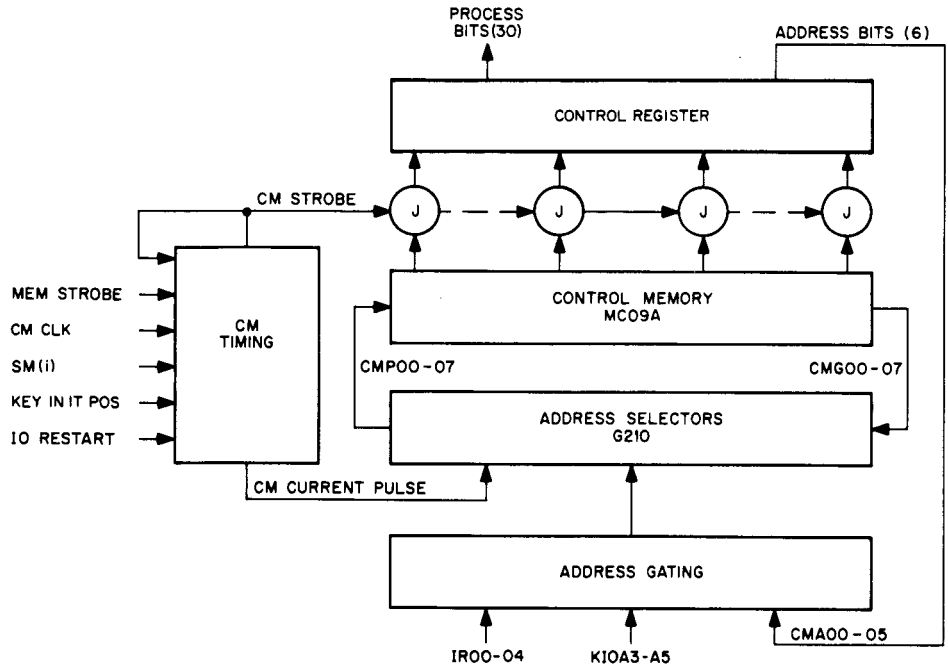 PROCESS
BITS(30)
ADDRESS BITS (6)
CONTROL REGISTER
CM STROBE
J
J
J
J
MEM STROBE
CM CLK
SM(i)
KEY IN IT POS
IO RESTART
CM
TIMING
CONTROL MEMORY
MC09A
CMP00-07
CMG00-07
ADDRESS SELECTORS
G210
CM CURRENT PULSE
ADDRESS GATING
IR00-04
KIOA3-A5
CMA00-05